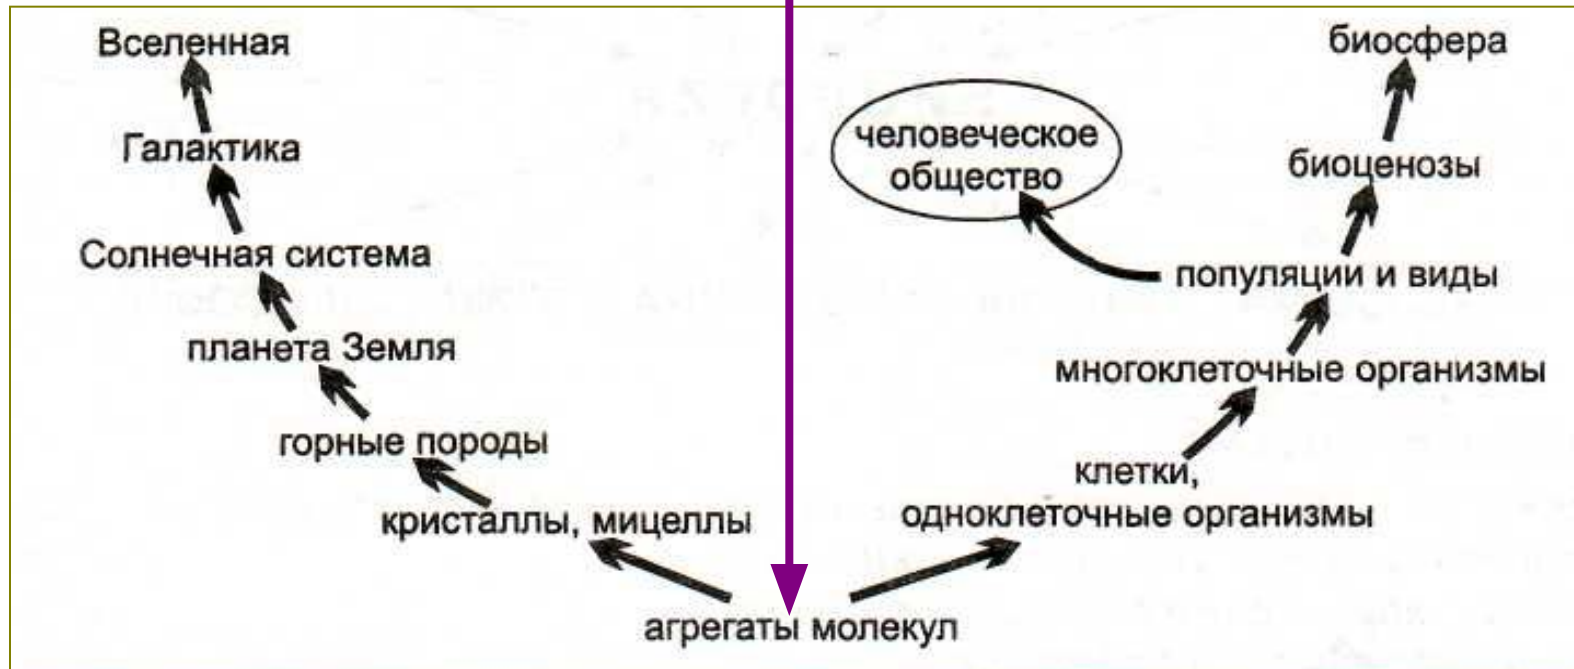 Вселенная
Галактика
Солнечная система
планета Земля
горные породы
кристаллы, мицеллы
агрегаты молекул
биосфера
человеческое
общество
биоценозы
популяции и виды
многоклеточные организмы
клетки,
одноклеточные организмы